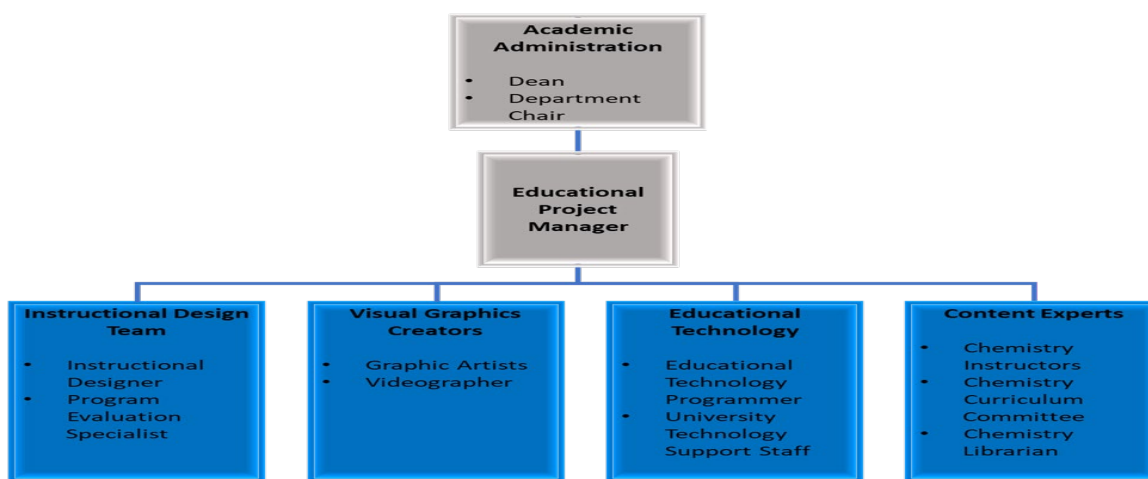 Academic
Administration
• Dean
• Department
Chair
Educational
Project
Manager
Instructional Design
Team
• Instructional
Designer
• Program
Evaluation
Specialist
Visual Graphics
Creators
• Graphic Artists
• Videographer
Educational
Technology
• Educational
Technology
Programmer
• University
Technology
Support Staff
Content Experts
• Chemistry
Instructors
• Chemistry
Curriculum
Committee
• Chemistry
Librarian